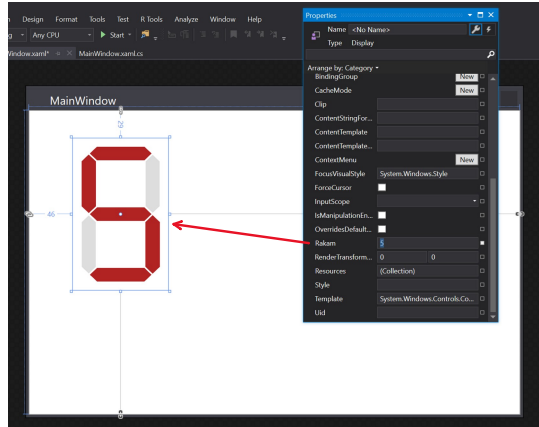 n Design Format Tools Test R Tools Analyze Window Help
g Any CPU Start
Window.xaml* MainWindow.xaml.cs
MainWindow
29
46
Properties
Name <No Name>
Type Display
Arrange by: Category
BindingGroup New
CacheMode New
Clip
ContentStringFor...
ContentTemplate
ContentTemplate...
ContextMenu New
FocusVisualStyle System.Windows.Style
ForceCursor
InputScope
IsManipulationEn...
OverridesDefault...
Rakam 5
RenderTransform... 0 0
Resources (Collection)
Style
Template System.Windows.Controls.Co...
Uid